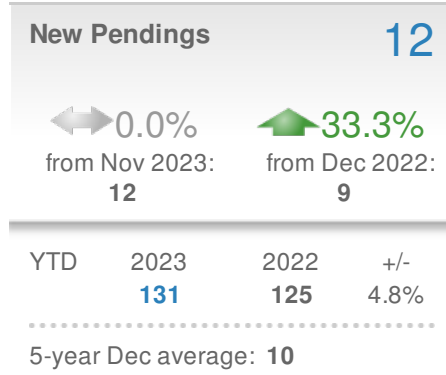 New Pendings 12
0.0% 33.3%
from Nov 2023: from Dec 2022:
12 9
YTD 2023 2022 +/-
131 125 4.8%
5-year Dec average: 10